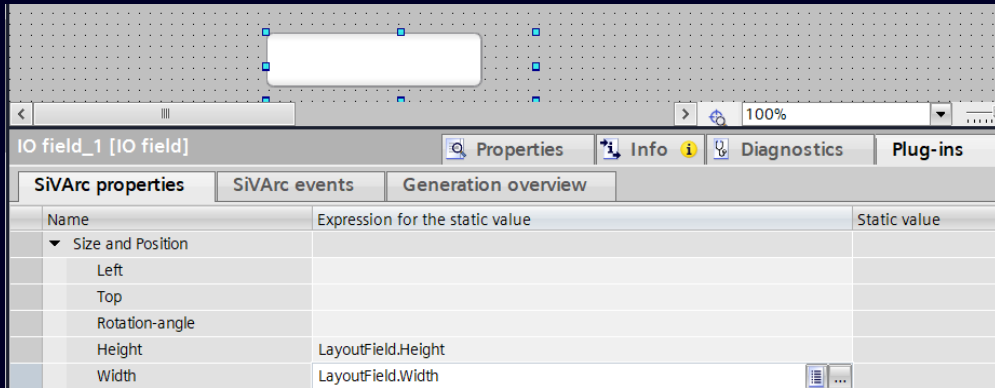 100%
IO field_1 [IO field] Properties Info Diagnostics Plug-ins
SiVArc properties SiVArc events Generation overview
Name Expression for the static value Static value
Size and Position
Left
Top
Rotation-angle
Height LayoutField.Height
Width LayoutField.Width ...